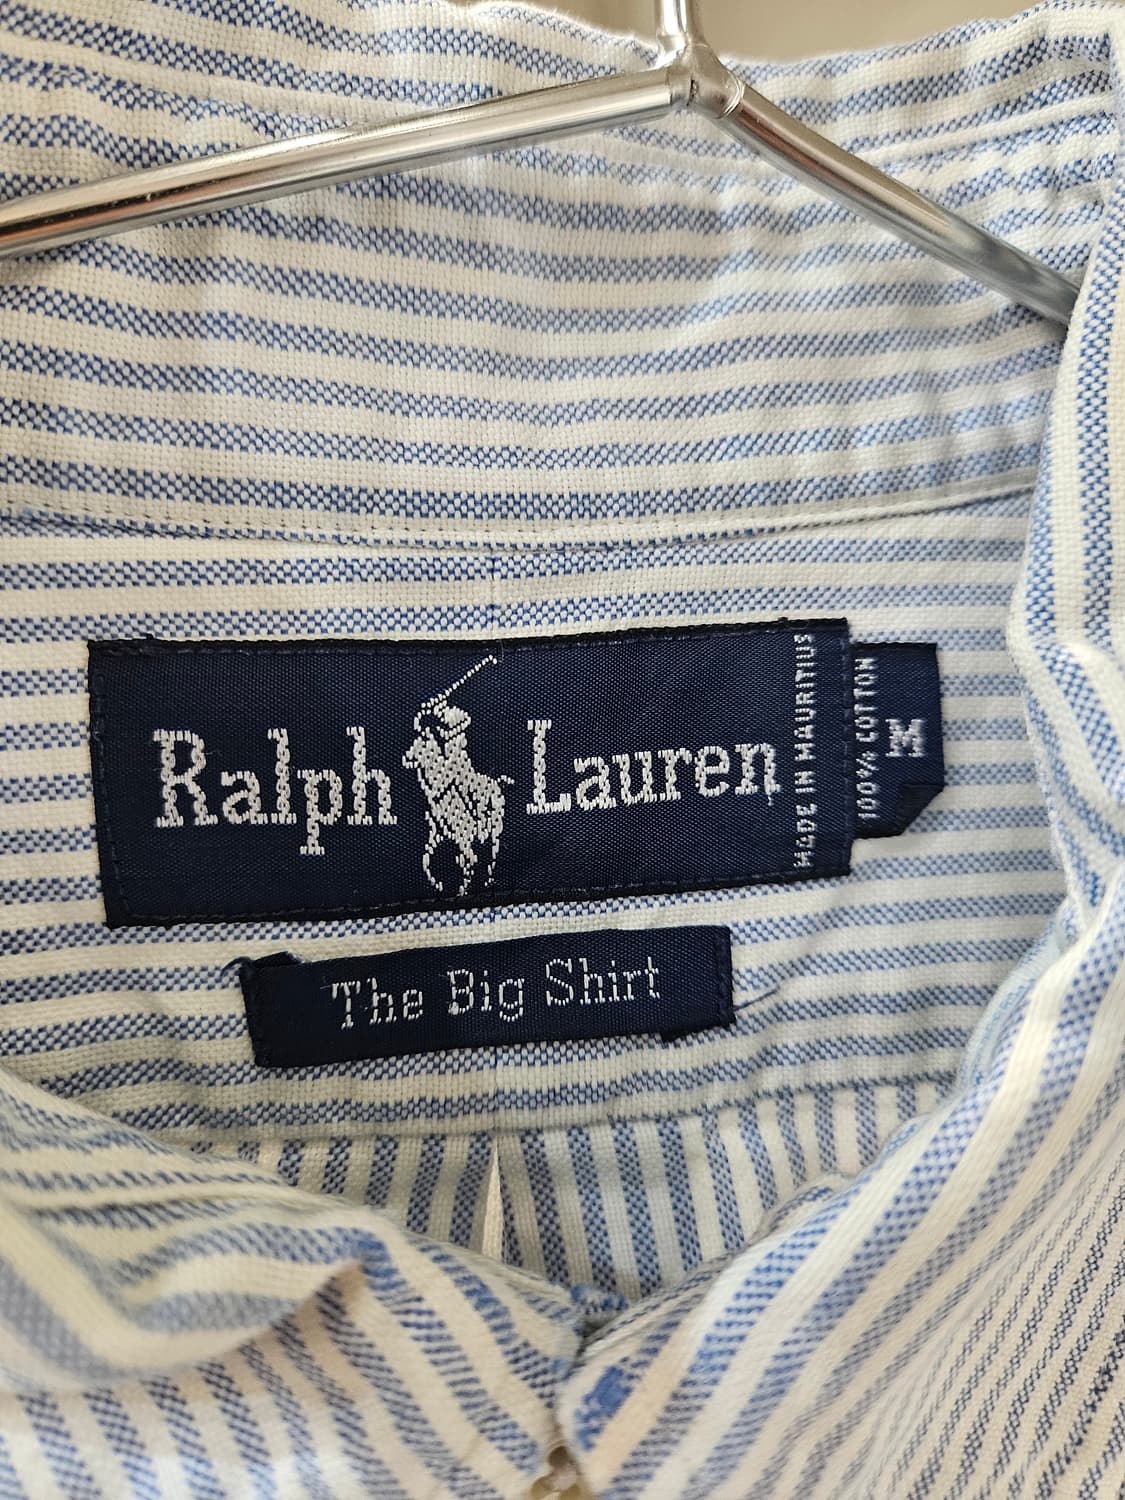 Ralph Lauren
MADE IN MAURITIUS
100% COTTON
M
The Big Shirt